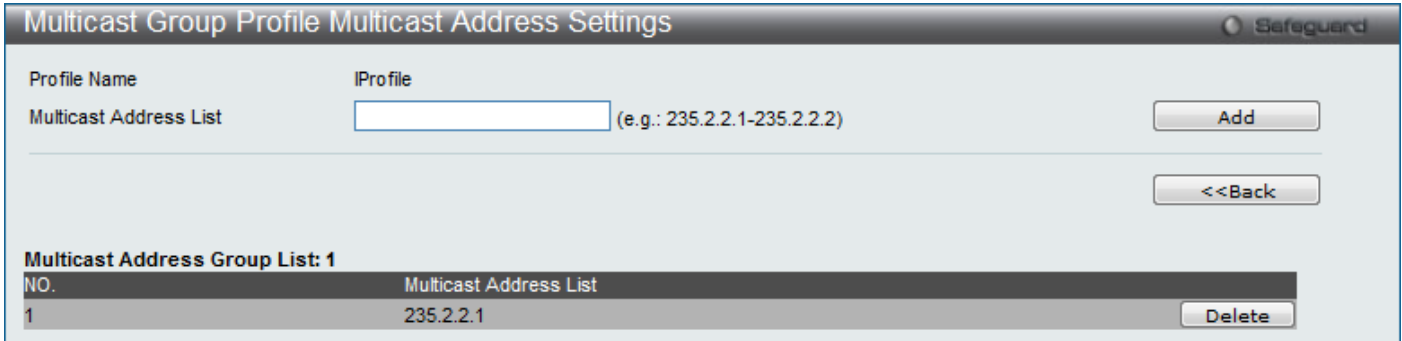 Multicast Group Profile Multicast Address Settings
Safeguard
Profile Name IProfile
Multicast Address List (e.g.: 235.2.2.1-235.2.2.2) Add
<<Back
Multicast Address Group List: 1
NO. Multicast Address List
1 235.2.2.1 Delete